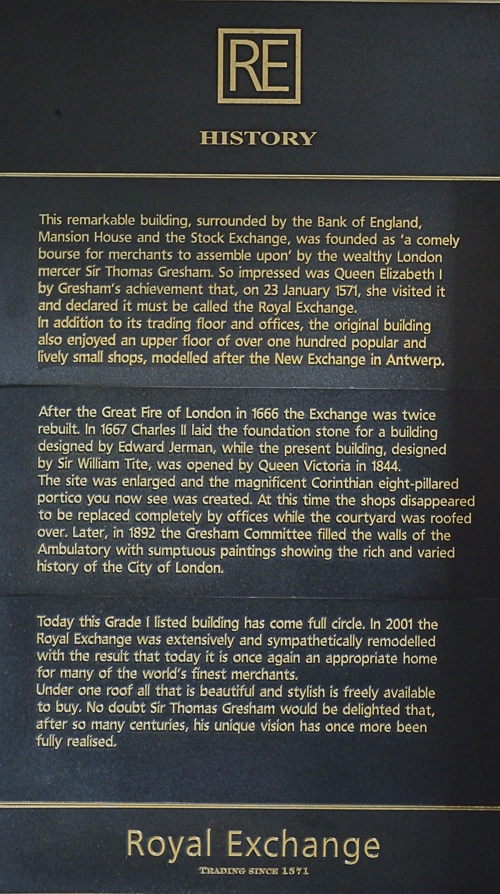 RE
HISTORY
This remarkable building, surrounded by the Bank of England,
Mansion House and the Stock Exchange, was founded as ‘a comely
bourse for merchants to assemble upon’ by the wealthy London
mercer Sir Thomas Gresham. So impressed was Queen Elizabeth I
by Gresham’s achievement that, on 23 January 1571, she visited it
and declared it must be called the Royal Exchange.
In addition to its trading floor and offices, the original building
also enjoyed an upper floor of over one hundred popular and
lively small shops, modelled after the New Exchange in Antwerp.
After the Great Fire of London in 1666 the Exchange was twice
rebuilt. In 1667 Charles II laid the foundation stone for a building
designed by Edward Jerman, while the present building, designed
by Sir William Tite, was opened by Queen Victoria in 1844.
The site was enlarged and the magnificent Corinthian eight-pillared
portico you now see was created. At this time the shops disappeared
to be replaced completely by offices while the courtyard was roofed
over. Later, in 1892 the Gresham Committee filled the walls of the
Ambulatory with sumptuous paintings showing the rich and varied
history of the City of London.
Today this Grade I listed building has come full circle. In 2001 the
Royal Exchange was extensively and sympathetically remodelled
with the result that today it is once again an appropriate home
for many of the world’s finest merchants.
Under one roof all that is beautiful and stylish is freely available
to buy. No doubt Sir Thomas Gresham would be delighted that,
after so many centuries, his unique vision has once more been
fully realised.
Royal Exchange
TRADING SINCE 1571